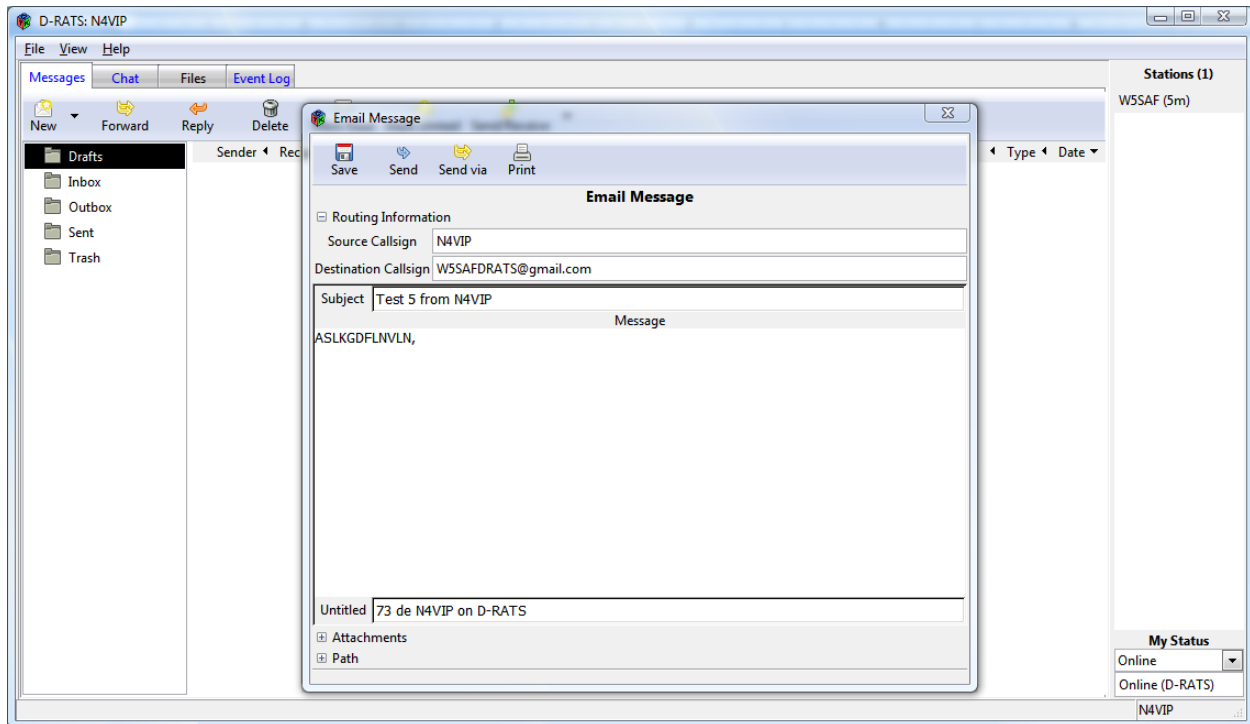 D-RATS: N4VIP
File View Help
Messages Chat Files Event Log
Stations (1)
W5SAF (5m)
New Forward Reply Delete
Drafts
Inbox
Outbox
Sent
Trash
Sender Rec
Type Date
Email Message
Save Send Send via Print
Email Message
Routing Information
Source Callsign N4VIP
Destination Callsign W5SAFDRATS@gmail.com
Subject Test 5 from N4VIP
Message
ASLKGDFLNVLN,
Untitled 73 de N4VIP on D-RATS
Attachments
Path
My Status
Online
Online (D-RATS)
N4VIP